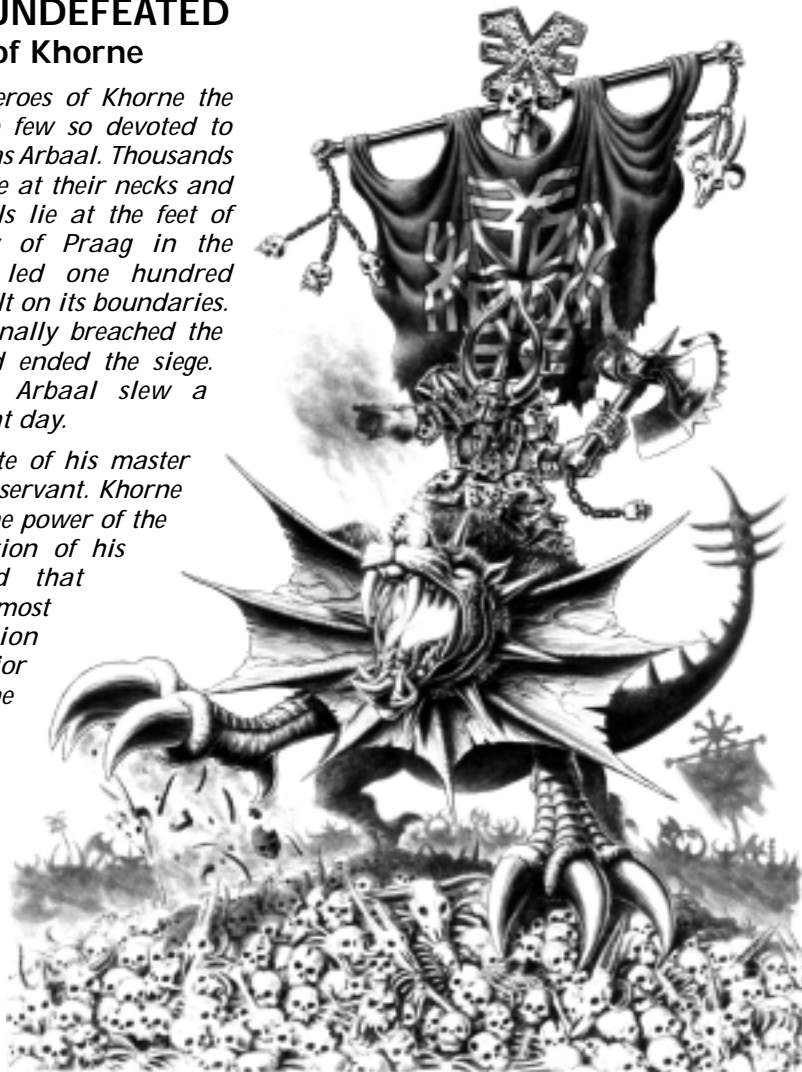 UNDEFEATED
of Khorne
eroes of Khorne the
few so devoted to
as Arbaal. Thousands
e at their necks and
ls lie at the feet of
of Praag in the
led one hundred
lt on its boundaries.
nally breached the
d ended the siege.
Arbaal slew a
t day.
te of his master
servant. Khorne
e power of the
tion of his
d that
most
ion
ior
e